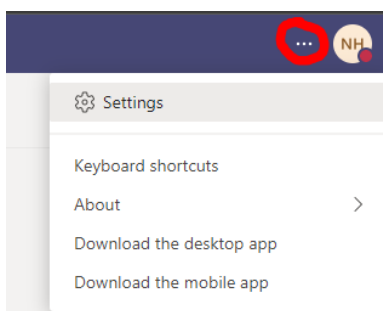 ... NH
Settings
Keyboard shortcuts
About
Download the desktop app
Download the mobile app